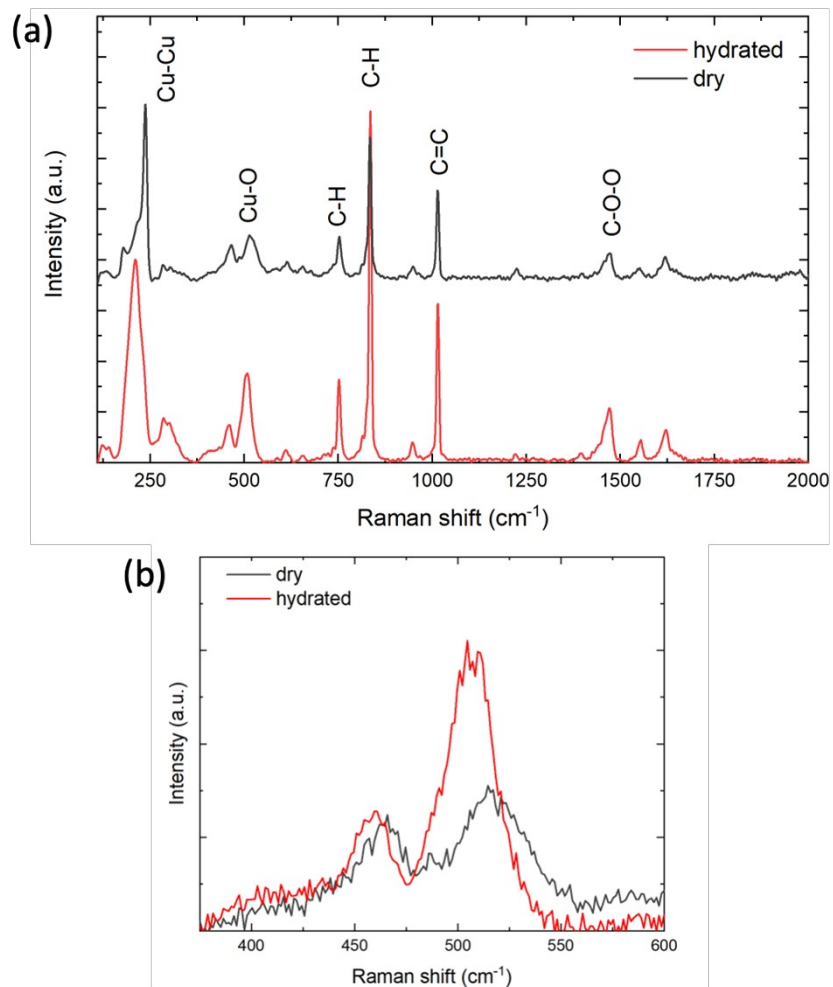 (a)
Cu-Cu
Cu-O
C-H
C-H
C=C
C-O-O
hydrated
dry
Intensity (a.u.)
250 500 750 1000 1250 1500 1750 2000
Raman shift (cm⁻¹)
(b)
dry
hydrated
Intensity (a.u.)
400 450 500 550 600
Raman shift (cm⁻¹)